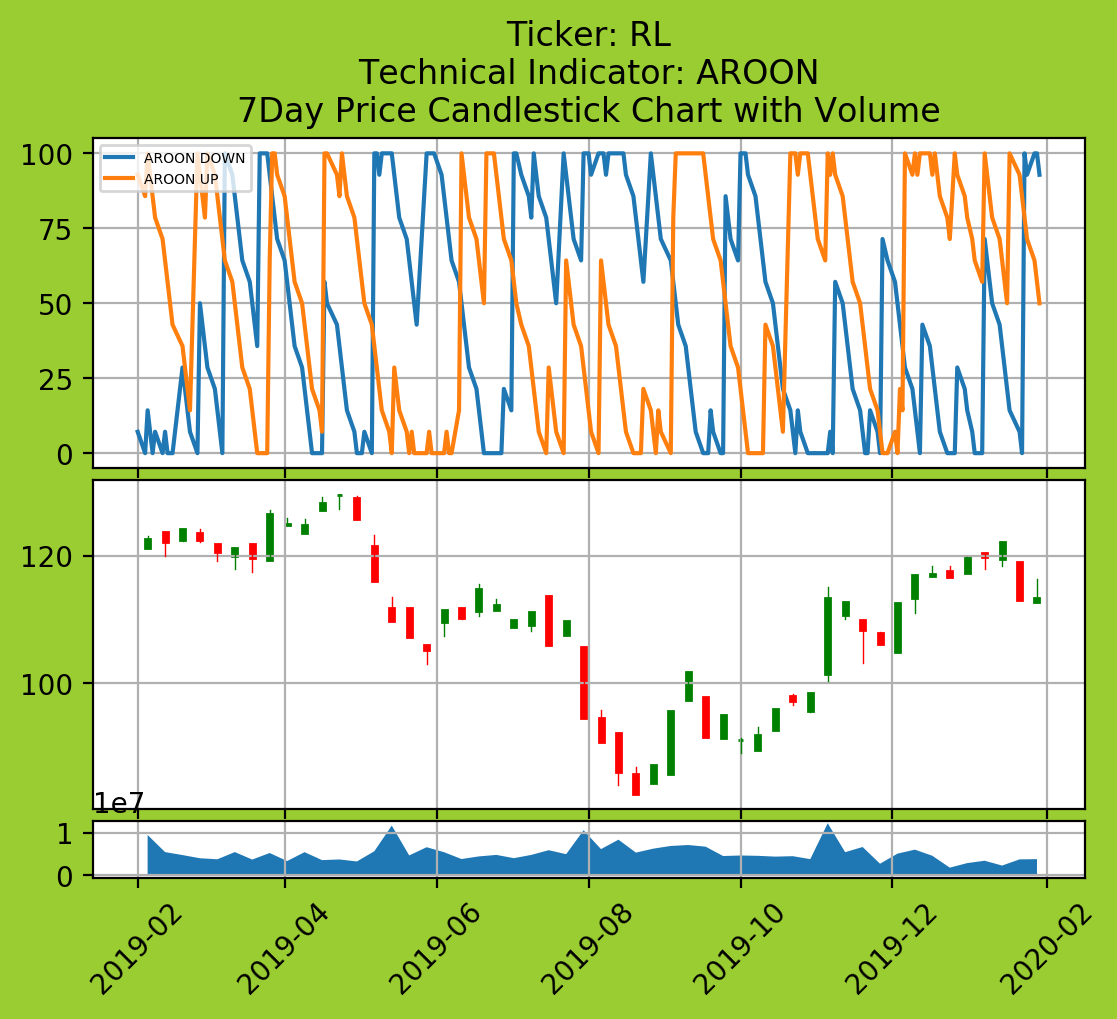 Ticker: RL
Technical Indicator: AROON
7Day Price Candlestick Chart with Volume
AROON DOWN
AROON UP
100
75
50
25
0
120
100
1e7
1
0
2019-02
2019-04
2019-06
2019-08
2019-10
2019-12
2020-02